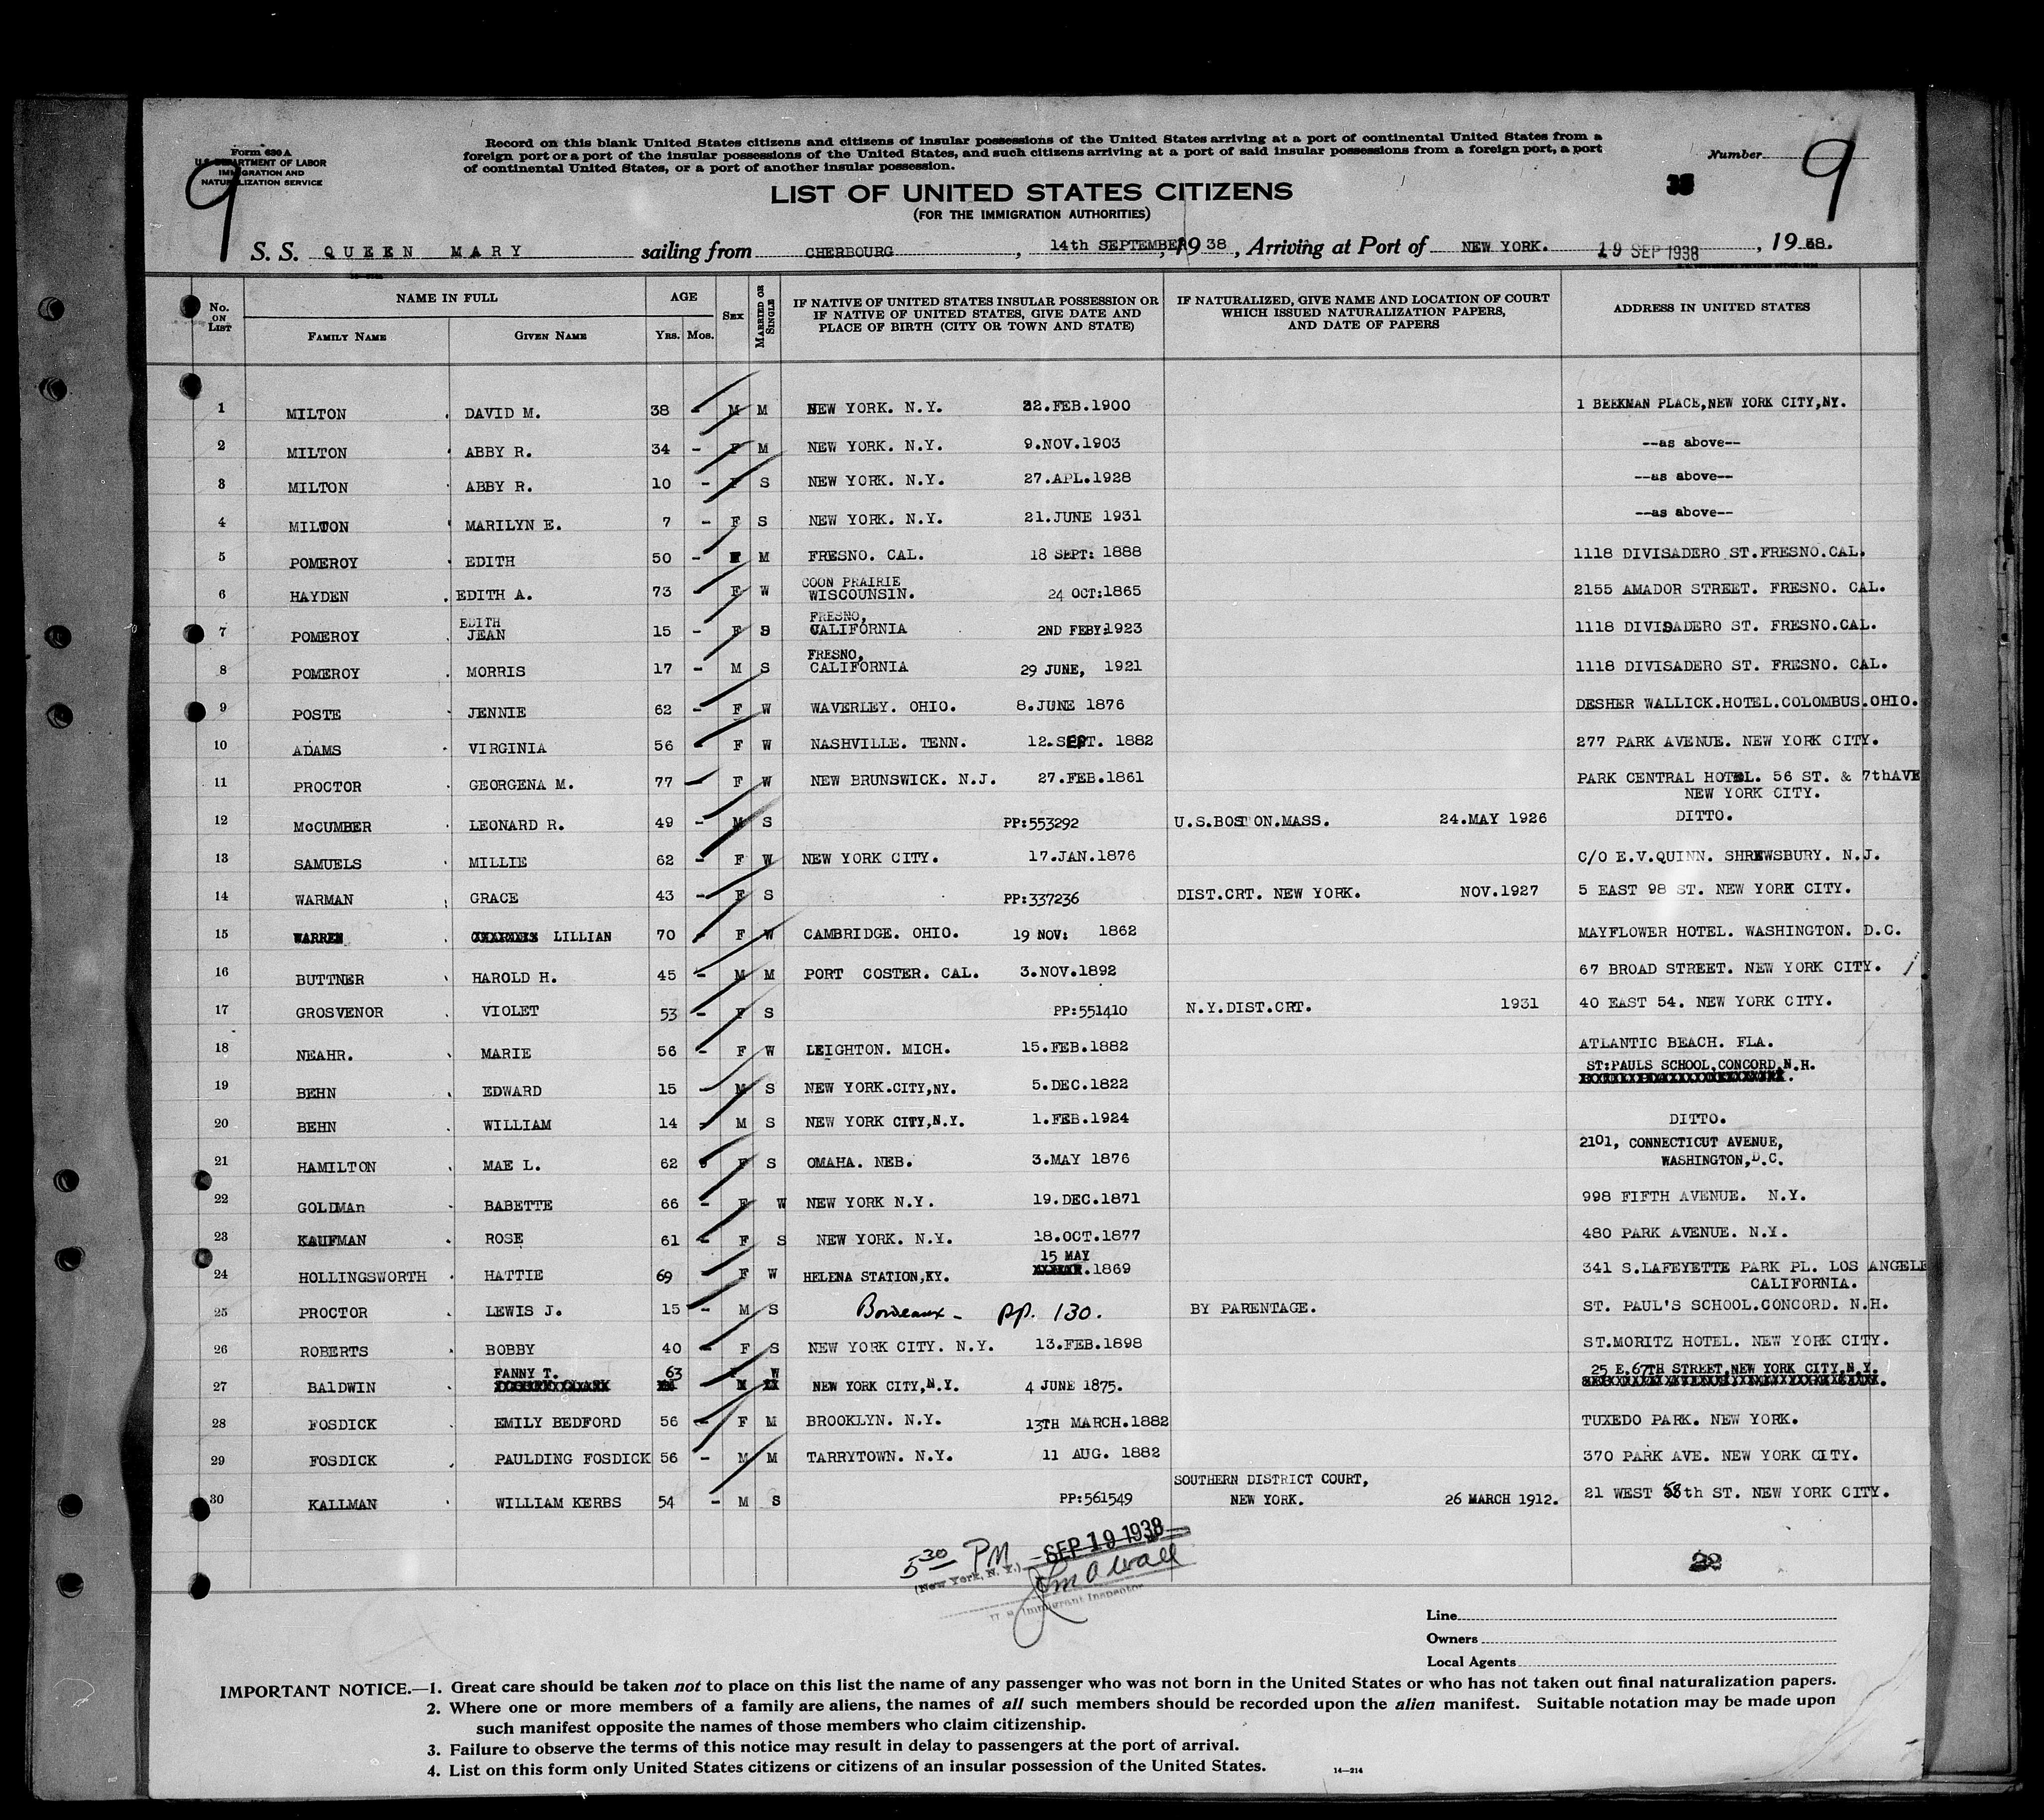 Form 630 A
U.S. DEPARTMENT OF LABOR
IMMIGRATION AND
NATURALIZATION SERVICE
9
Record on this blank United States citizens and citizens of insular possessions of the United States arriving at a port of continental United States from a
foreign port or a port of the insular possessions of the United States, and such citizens arriving at a port of said insular possessions from a foreign port, a port
of continental United States, or a port of another insular possession.
Number
9
LIST OF UNITED STATES CITIZENS
(FOR THE IMMIGRATION AUTHORITIES)
S. S. QUEEN MARY sailing from CHERBOURG, 14th SEPTEMBER, 1938, Arriving at Port of NEW YORK. 19 SEP 1938, 1938.
No. ON LIST
NAME IN FULL
FAMILY NAME GIVEN NAME
AGE
YRS. MOS.
SEX
MARRIED OR SINGLE
IF NATIVE OF UNITED STATES INSULAR POSSESSION OR
IF NATIVE OF UNITED STATES, GIVE DATE AND
PLACE OF BIRTH (CITY OR TOWN AND STATE)
IF NATURALIZED, GIVE NAME AND LOCATION OF COURT
WHICH ISSUED NATURALIZATION PAPERS,
AND DATE OF PAPERS
ADDRESS IN UNITED STATES
1 MILTON DAVID M. 38 - M M NEW YORK. N.Y. 22.FEB.1900 1 BEEKMAN PLACE,NEW YORK CITY,NY.
2 MILTON ABBY R. 34 - F M NEW YORK. N.Y. 9.NOV.1903 --as above--
3 MILTON ABBY R. 10 - F S NEW YORK. N.Y. 27.APL.1928 --as above--
4 MILTON MARILYN E. 7 - F S NEW YORK. N.Y. 21.JUNE 1931 --as above--
5 POMEROY EDITH 50 - F M FRESNO. CAL. 18 SEPT: 1888 1118 DIVISADERO ST.FRESNO.CAL.
6 HAYDEN EDITH A. 73 - F W COON PRAIRIE WISCOUNSIN. 24 OCT:1865 2155 AMADOR STREET. FRESNO. CAL.
7 POMEROY EDITH JEAN 15 - F S FRESNO, CALIFORNIA 2ND FEBY:1923 1118 DIVISADERO ST. FRESNO.CAL.
8 POMEROY MORRIS 17 - M S FRESNO, CALIFORNIA 29 JUNE, 1921 1118 DIVISADERO ST. FRESNO. CAL.
9 POSTE JENNIE 62 - F W WAVERLEY. OHIO. 8.JUNE 1876 DESHER WALLICK.HOTEL.COLOMBUS.OHIO.
10 ADAMS VIRGINIA 56 - F W NASHVILLE. TENN. 12.SEPT. 1882 277 PARK AVENUE. NEW YORK CITY.
11 PROCTOR GEORGENA M. 77 - F W NEW BRUNSWICK. N.J. 27.FEB.1861 PARK CENTRAL HOTEL. 56 ST. & 7thAVE
NEW YORK CITY.
12 McCUMBER LEONARD R. 49 - M S PP:553292 U.S.BOSTON.MASS. 24.MAY 1926 DITTO.
13 SAMUELS MILLIE 62 - F W NEW YORK CITY. 17.JAN.1876 C/O E.V.QUINN. SHREWSBURY. N.J.
14 WARMAN GRACE 43 - F S PP:337236 DIST.CRT. NEW YORK. NOV.1927 5 EAST 98 ST. NEW YORK CITY.
15 WARREN LILLIAN 70 - F W CAMBRIDGE. OHIO. 19 NOV: 1862 MAYFLOWER HOTEL. WASHINGTON. D.C.
16 BUTTNER HAROLD H. 45 - M M PORT COSTER. CAL. 3.NOV.1892 67 BROAD STREET. NEW YORK CITY.
17 GROSVENOR VIOLET 53 - F S PP:551410 N.Y.DIST.CRT. 1931 40 EAST 54. NEW YORK CITY.
18 NEAHR. MARIE 56 - F W LEIGHTON. MICH. 15.FEB.1882 ATLANTIC BEACH. FLA.
19 BEHN EDWARD 15 - M S NEW YORK.CITY,NY. 5.DEC.1822 ST:PAULS SCHOOL,CONCORD,N.H.
20 BEHN WILLIAM 14 - M S NEW YORK CITY,N.Y. 1.FEB.1924 DITTO.
21 HAMILTON MAE L. 62 F S OMAHA. NEB. 3.MAY 1876 2101, CONNECTICUT AVENUE,
WASHINGTON,D.C.
22 GOLDMAn BABETTE 66 - F W NEW YORK N.Y. 19.DEC.1871 998 FIFTH AVENUE. N.Y.
23 KAUFMAN ROSE 61 - F S NEW YORK. N.Y. 18.OCT.1877 480 PARK AVENUE. N.Y.
24 HOLLINGSWORTH HATTIE 69 - F W HELENA STATION,KY. 15 MAY .1869 341 S.LAFEYETTE PARK PL. LOS ANGELE
CALIFORNIA.
25 PROCTOR LEWIS J. 15 - M S Bordeaux - pp. 130. BY PARENTAGE. ST. PAUL'S SCHOOL.CONCORD. N.H.
26 ROBERTS BOBBY 40 - F S NEW YORK CITY. N.Y. 13.FEB.1898 ST.MORITZ HOTEL. NEW YORK CITY.
27 BALDWIN FANNY T. 63 F W NEW YORK CITY,N.Y. 4 JUNE 1875. 25 E.67TH STREET,NEW YORK CITY,N.Y.
28 FOSDICK EMILY BEDFORD 56 - F M BROOKLYN. N.Y. 13TH MARCH.1882 TUXEDO PARK. NEW YORK.
29 FOSDICK PAULDING FOSDICK 56 - M M TARRYTOWN. N.Y. 11 AUG. 1882 370 PARK AVE. NEW YORK CITY.
30 KALLMAN WILLIAM KERBS 54 - M S PP:561549 SOUTHERN DISTRICT COURT,
NEW YORK. 26 MARCH 1912. 21 WEST 58th ST. NEW YORK CITY.
5 30 PM SEP 19 1938
(New York, N. Y.)
U. S. Immigrant Inspector
Line
Owners
Local Agents
IMPORTANT NOTICE.—1. Great care should be taken not to place on this list the name of any passenger who was not born in the United States or who has not taken out final naturalization papers.
2. Where one or more members of a family are aliens, the names of all such members should be recorded upon the alien manifest. Suitable notation may be made upon
such manifest opposite the names of those members who claim citizenship.
3. Failure to observe the terms of this notice may result in delay to passengers at the port of arrival.
4. List on this form only United States citizens or citizens of an insular possession of the United States.
14—214